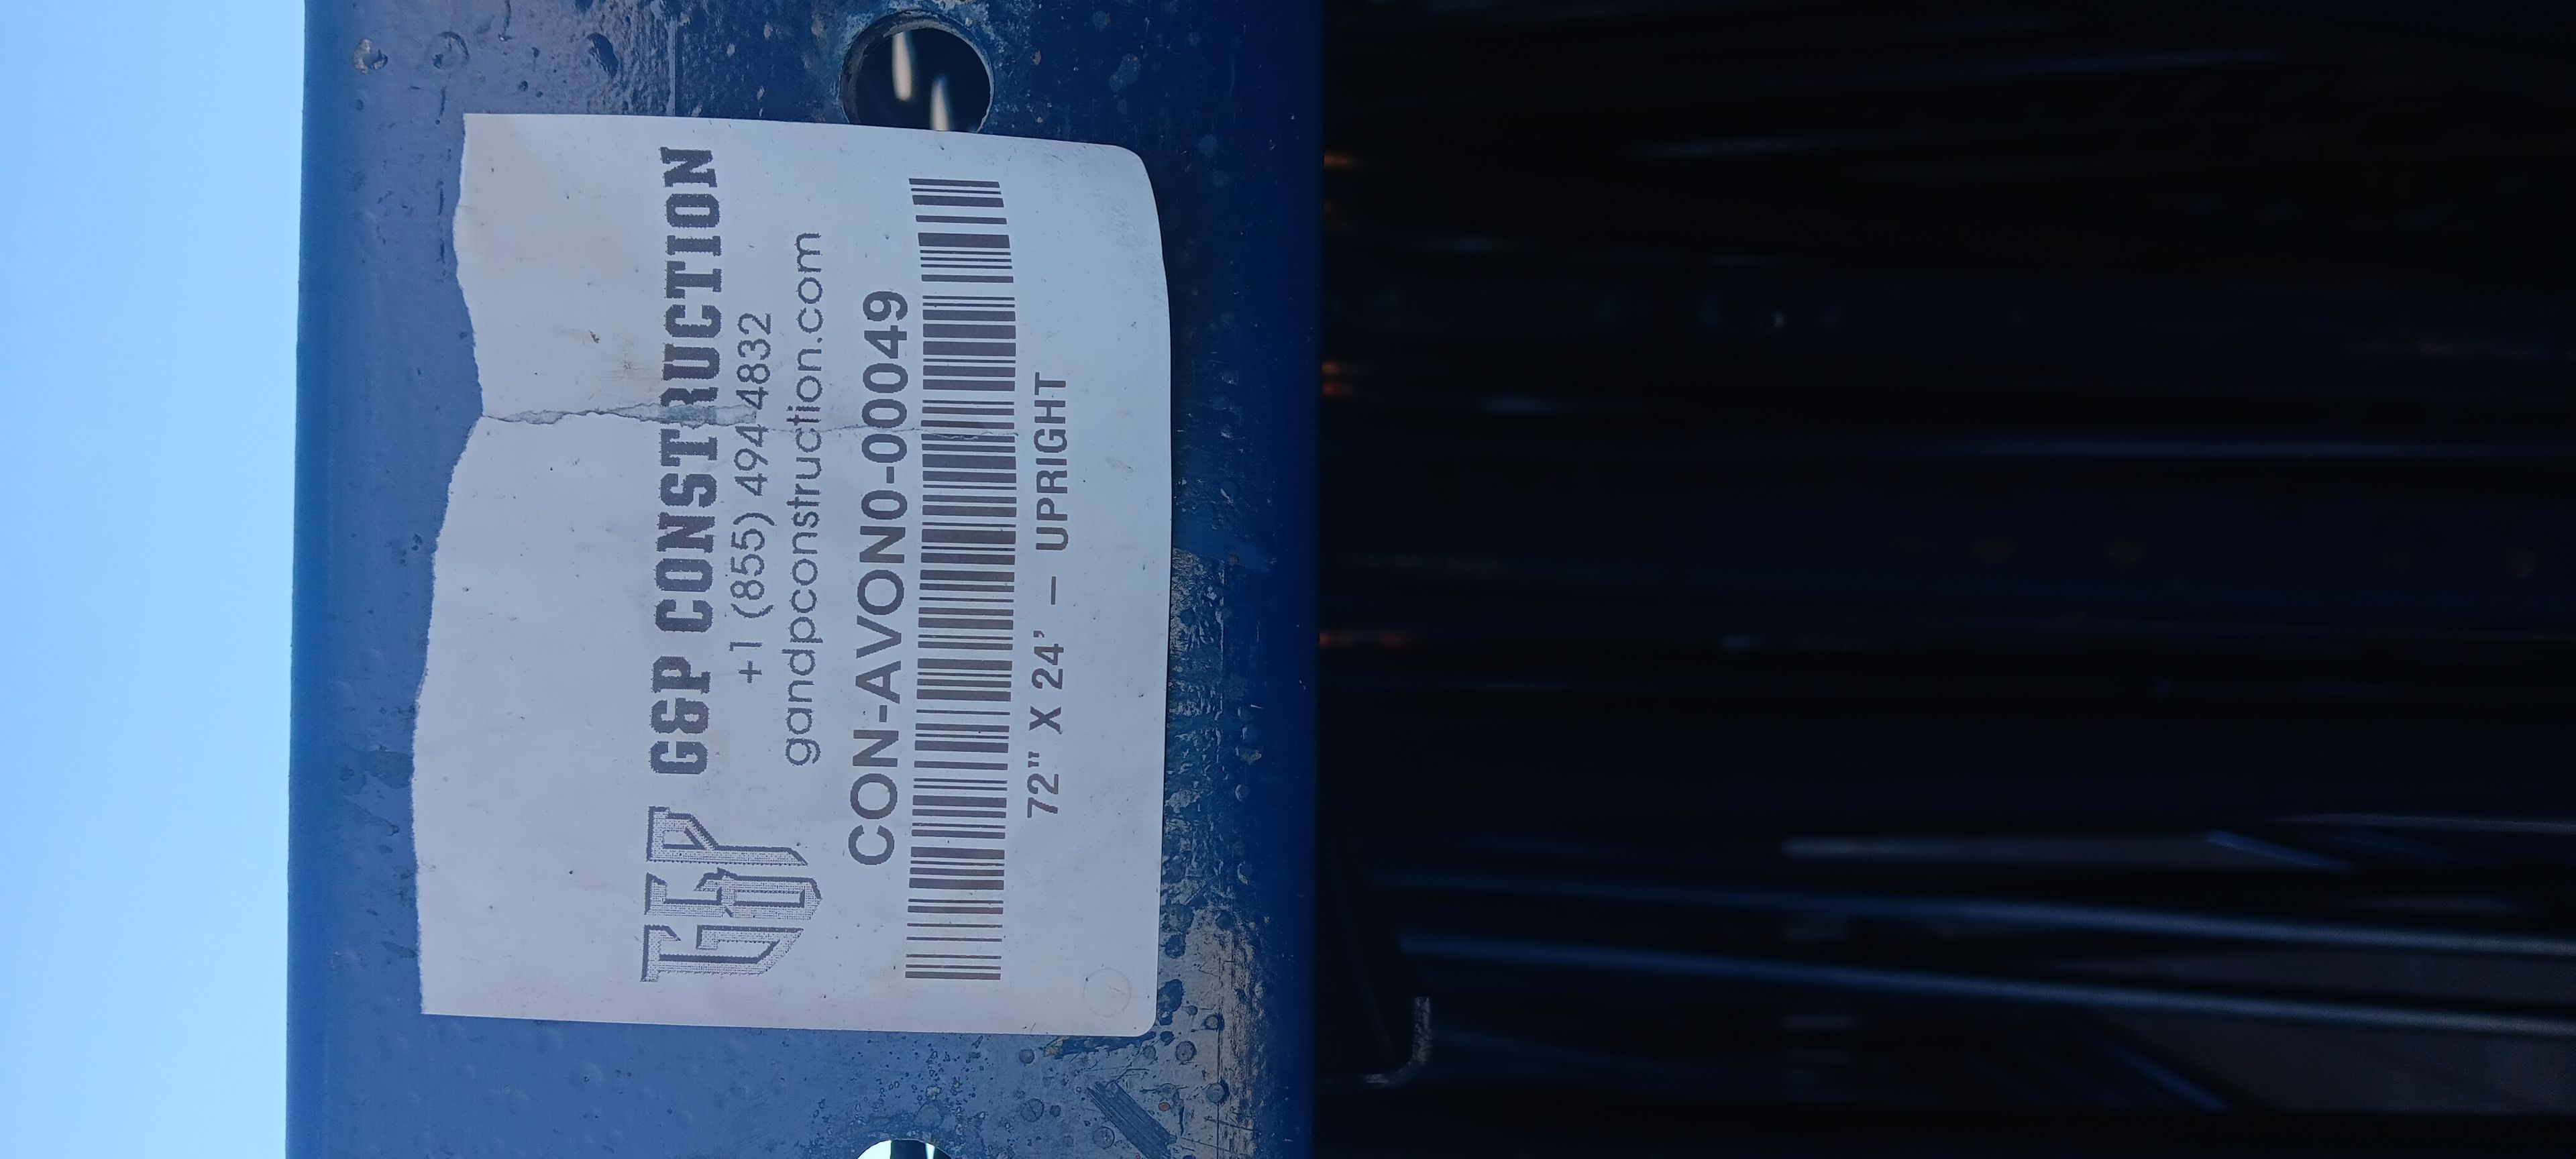 G&P G&P CONSTRUCTION
+1 (855) 494-4832
gandpconstruction.com
CON-AVON0-00049
72" X 24' – UPRIGHT